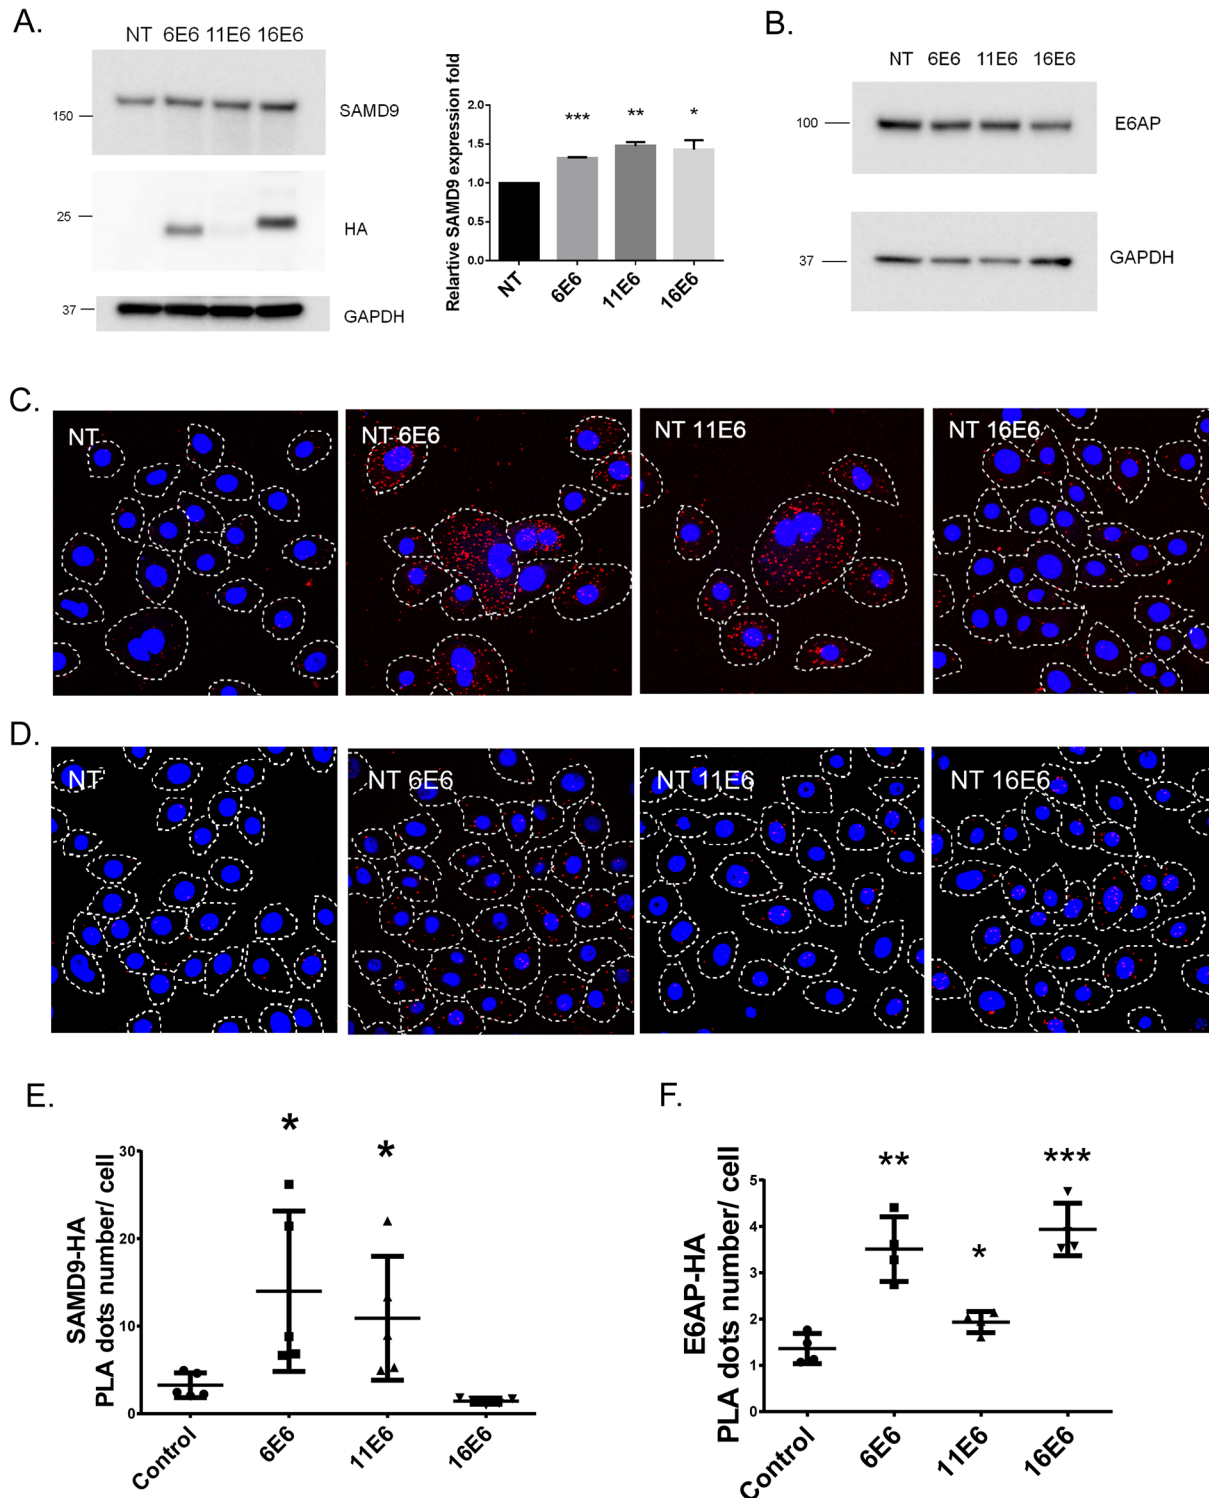 A.
NT 6E6 11E6 16E6
SAMD9
150
25
HA
37
GAPDH
Relartive SAMD9 expression fold
2.0
1.5
1.0
0.5
0.0
***
**
*
NT
6E6
11E6
16E6
B.
NT 6E6 11E6 16E6
100
E6AP
37
GAPDH
C.
NT
NT 6E6
NT 11E6
NT 16E6
D.
NT
NT 6E6
NT 11E6
NT 16E6
E.
SAMD9-HA
PLA dots number/ cell
30
20
10
0
*
*
Control
6E6
11E6
16E6
F.
E6AP-HA
PLA dots number/ cell
5
4
3
2
1
0
**
*
***
Control
6E6
11E6
16E6